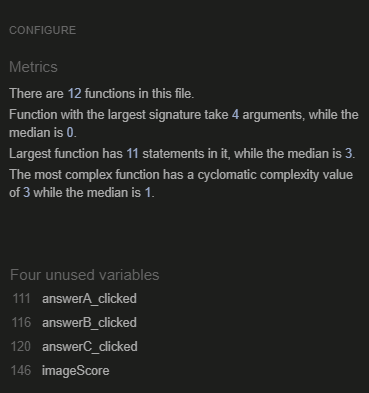 CONFIGURE
Metrics
There are 12 functions in this file.
Function with the largest signature take 4 arguments, while the
median is 0.
Largest function has 11 statements in it, while the median is 3.
The most complex function has a cyclomatic complexity value
of 3 while the median is 1.
Four unused variables
111 answerA_clicked
116 answerB_clicked
120 answerC_clicked
146 imageScore